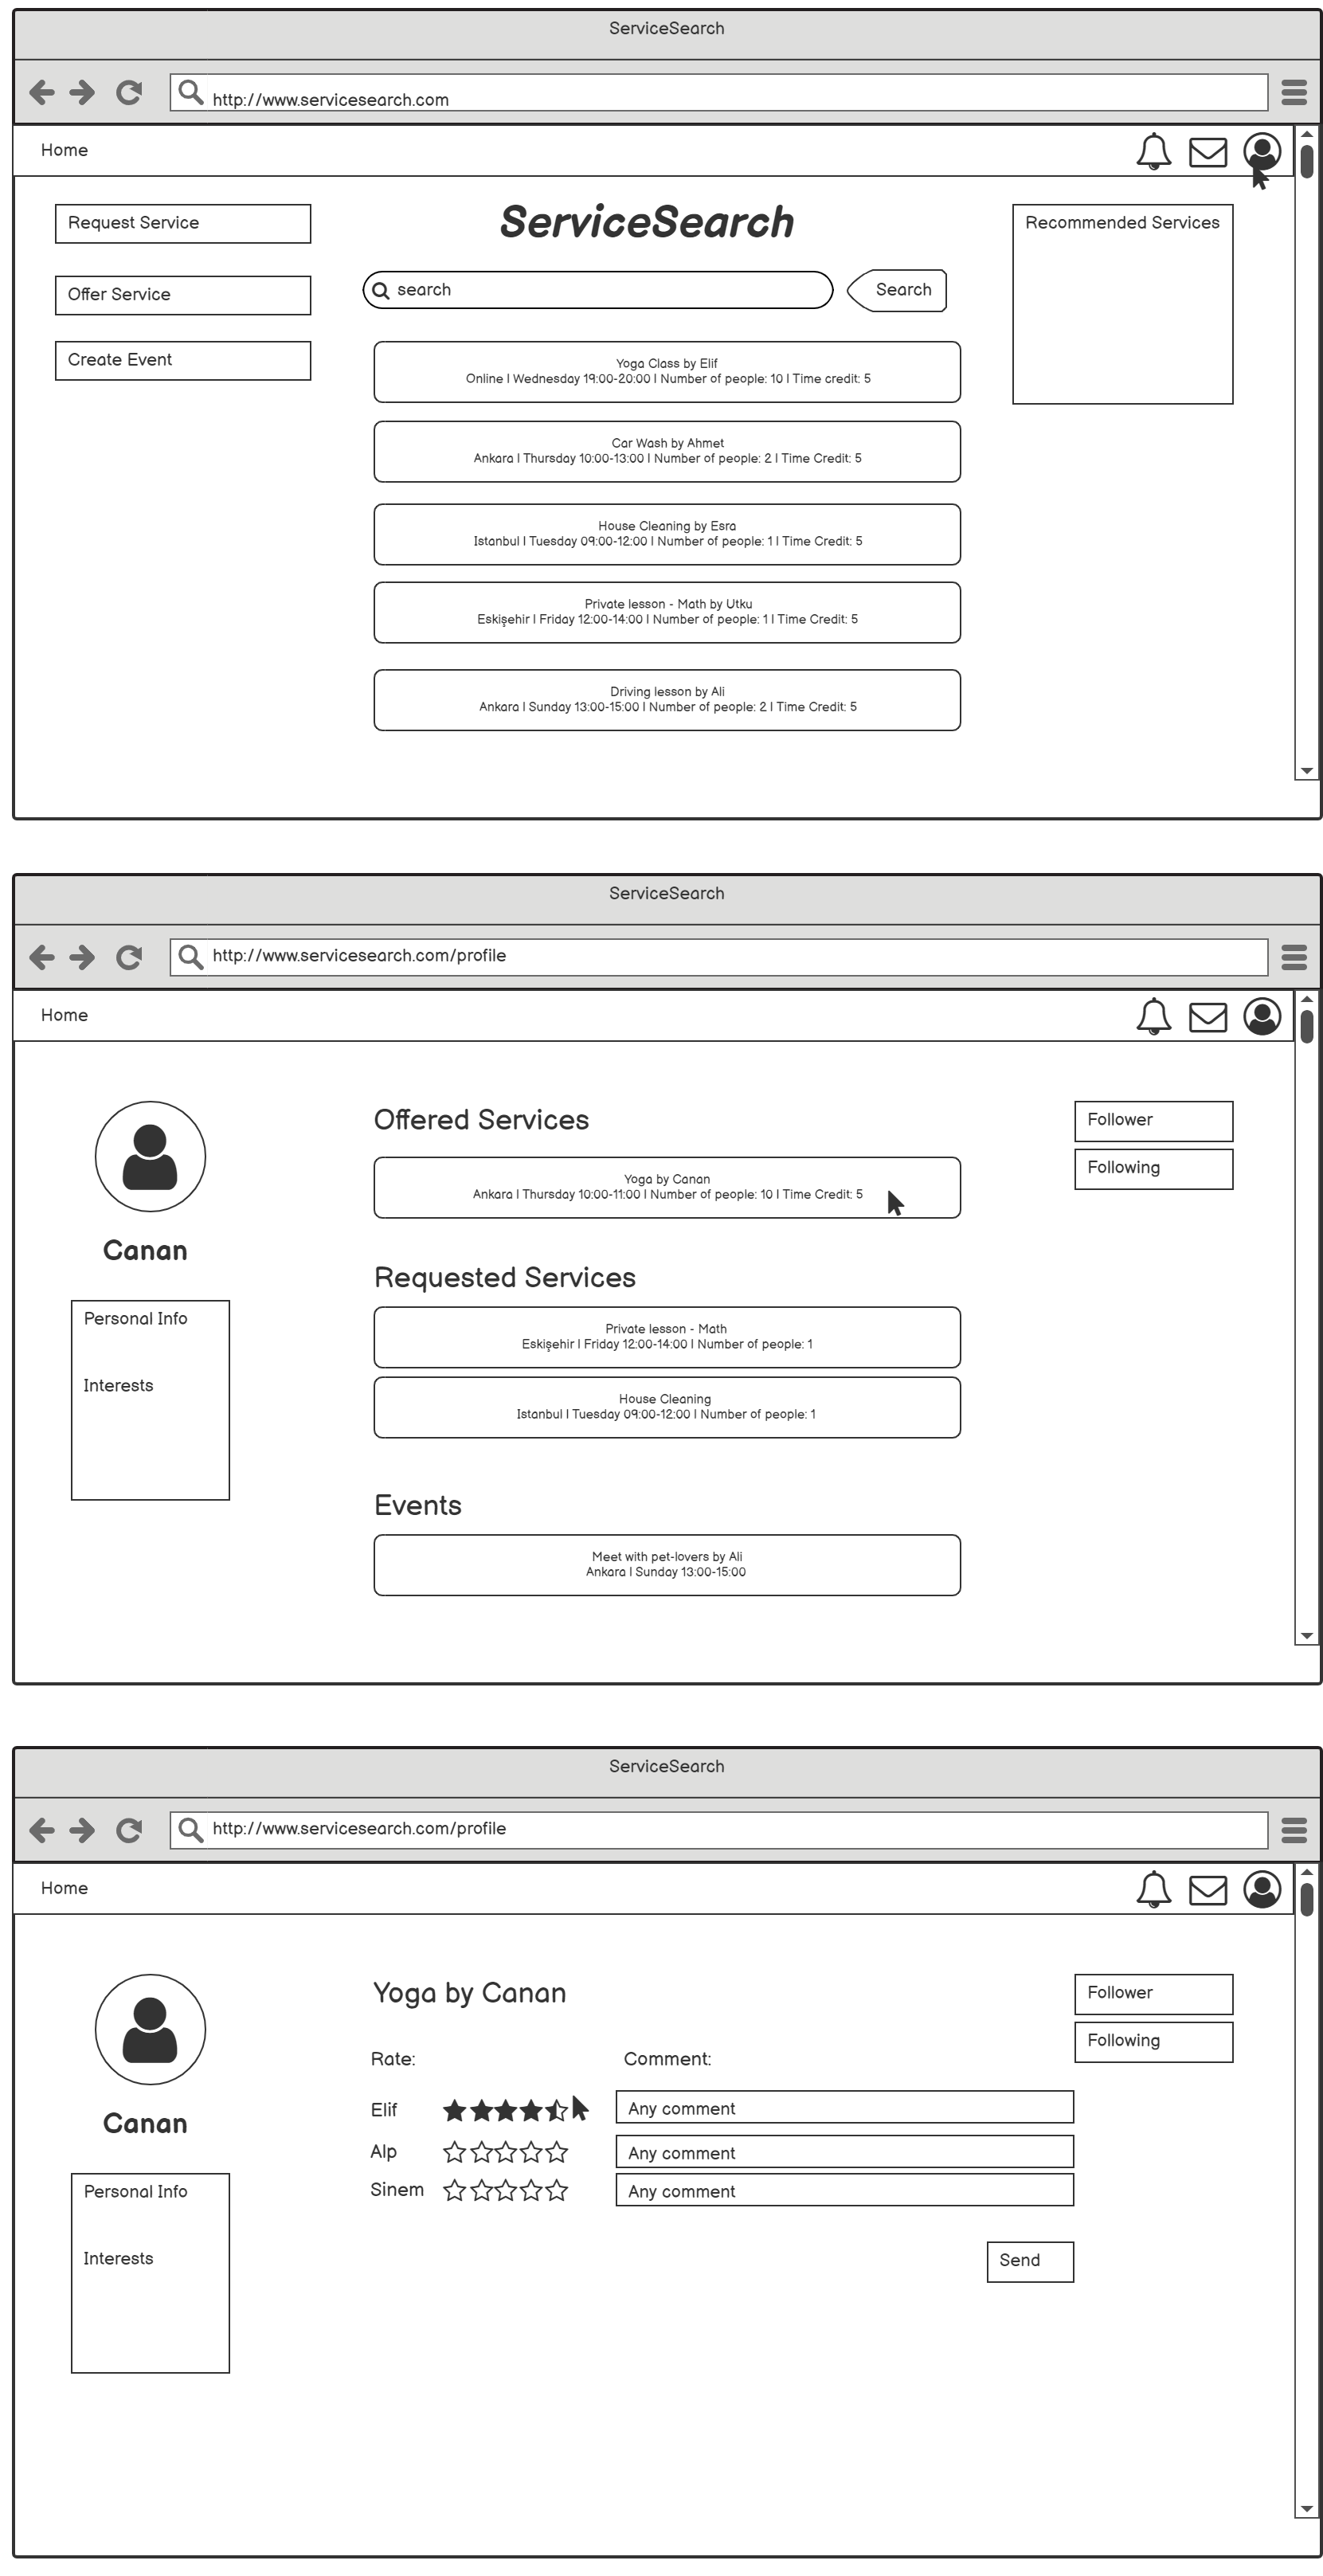 ServiceSearch
http://www.servicesearch.com
Home
Request Service
Offer Service
Create Event
ServiceSearch
search
Search
Yoga Class by Elif
Online | Wednesday 19:00-20:00 | Number of people: 10 | Time credit: 5
Car Wash by Ahmet
Ankara | Thursday 10:00-13:00 | Number of people: 2 | Time Credit: 5
House Cleaning by Esra
Istanbul | Tuesday 09:00-12:00 | Number of people: 1 | Time Credit: 5
Private lesson - Math by Utku
Eskişehir | Friday 12:00-14:00 | Number of people: 1 | Time Credit: 5
Driving lesson by Ali
Ankara | Sunday 13:00-15:00 | Number of people: 2 | Time Credit: 5
Recommended Services
ServiceSearch
http://www.servicesearch.com/profile
Home
Canan
Personal Info
Interests
Offered Services
Yoga by Canan
Ankara | Thursday 10:00-11:00 | Number of people: 10 | Time Credit: 5
Requested Services
Private lesson - Math
Eskişehir | Friday 12:00-14:00 | Number of people: 1
House Cleaning
Istanbul | Tuesday 09:00-12:00 | Number of people: 1
Events
Meet with pet-lovers by Ali
Ankara | Sunday 13:00-15:00
Follower
Following
ServiceSearch
http://www.servicesearch.com/profile
Home
Canan
Personal Info
Interests
Yoga by Canan
Rate: Comment:
Elif Any comment
Alp Any comment
Sinem Any comment
Send
Follower
Following